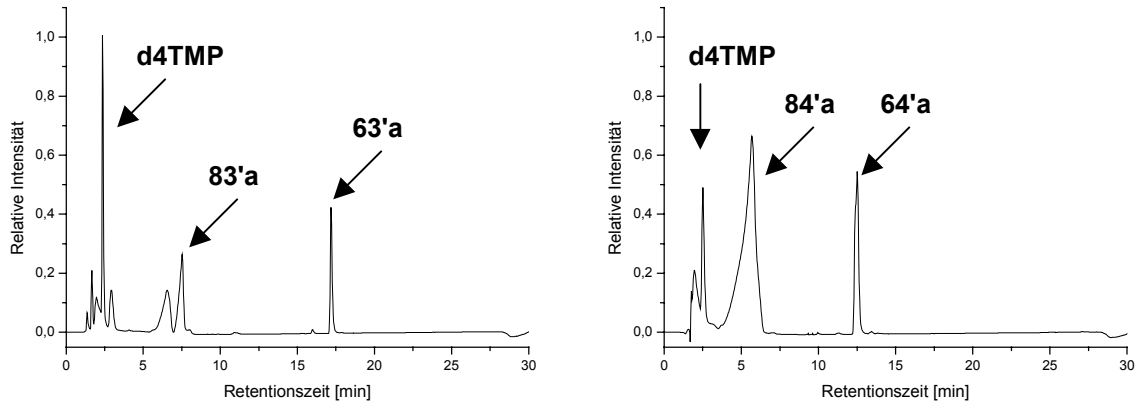 1,0
0,8
0,6
0,4
0,2
0,0
Relative Intensität
d4TMP
83'a
63'a
0 5 10 15 20 25 30
Retentionszeit [min]
1,0
0,8
0,6
0,4
0,2
0,0
Relative Intensität
d4TMP
84'a
64'a
0 5 10 15 20 25 30
Retentionszeit [min]